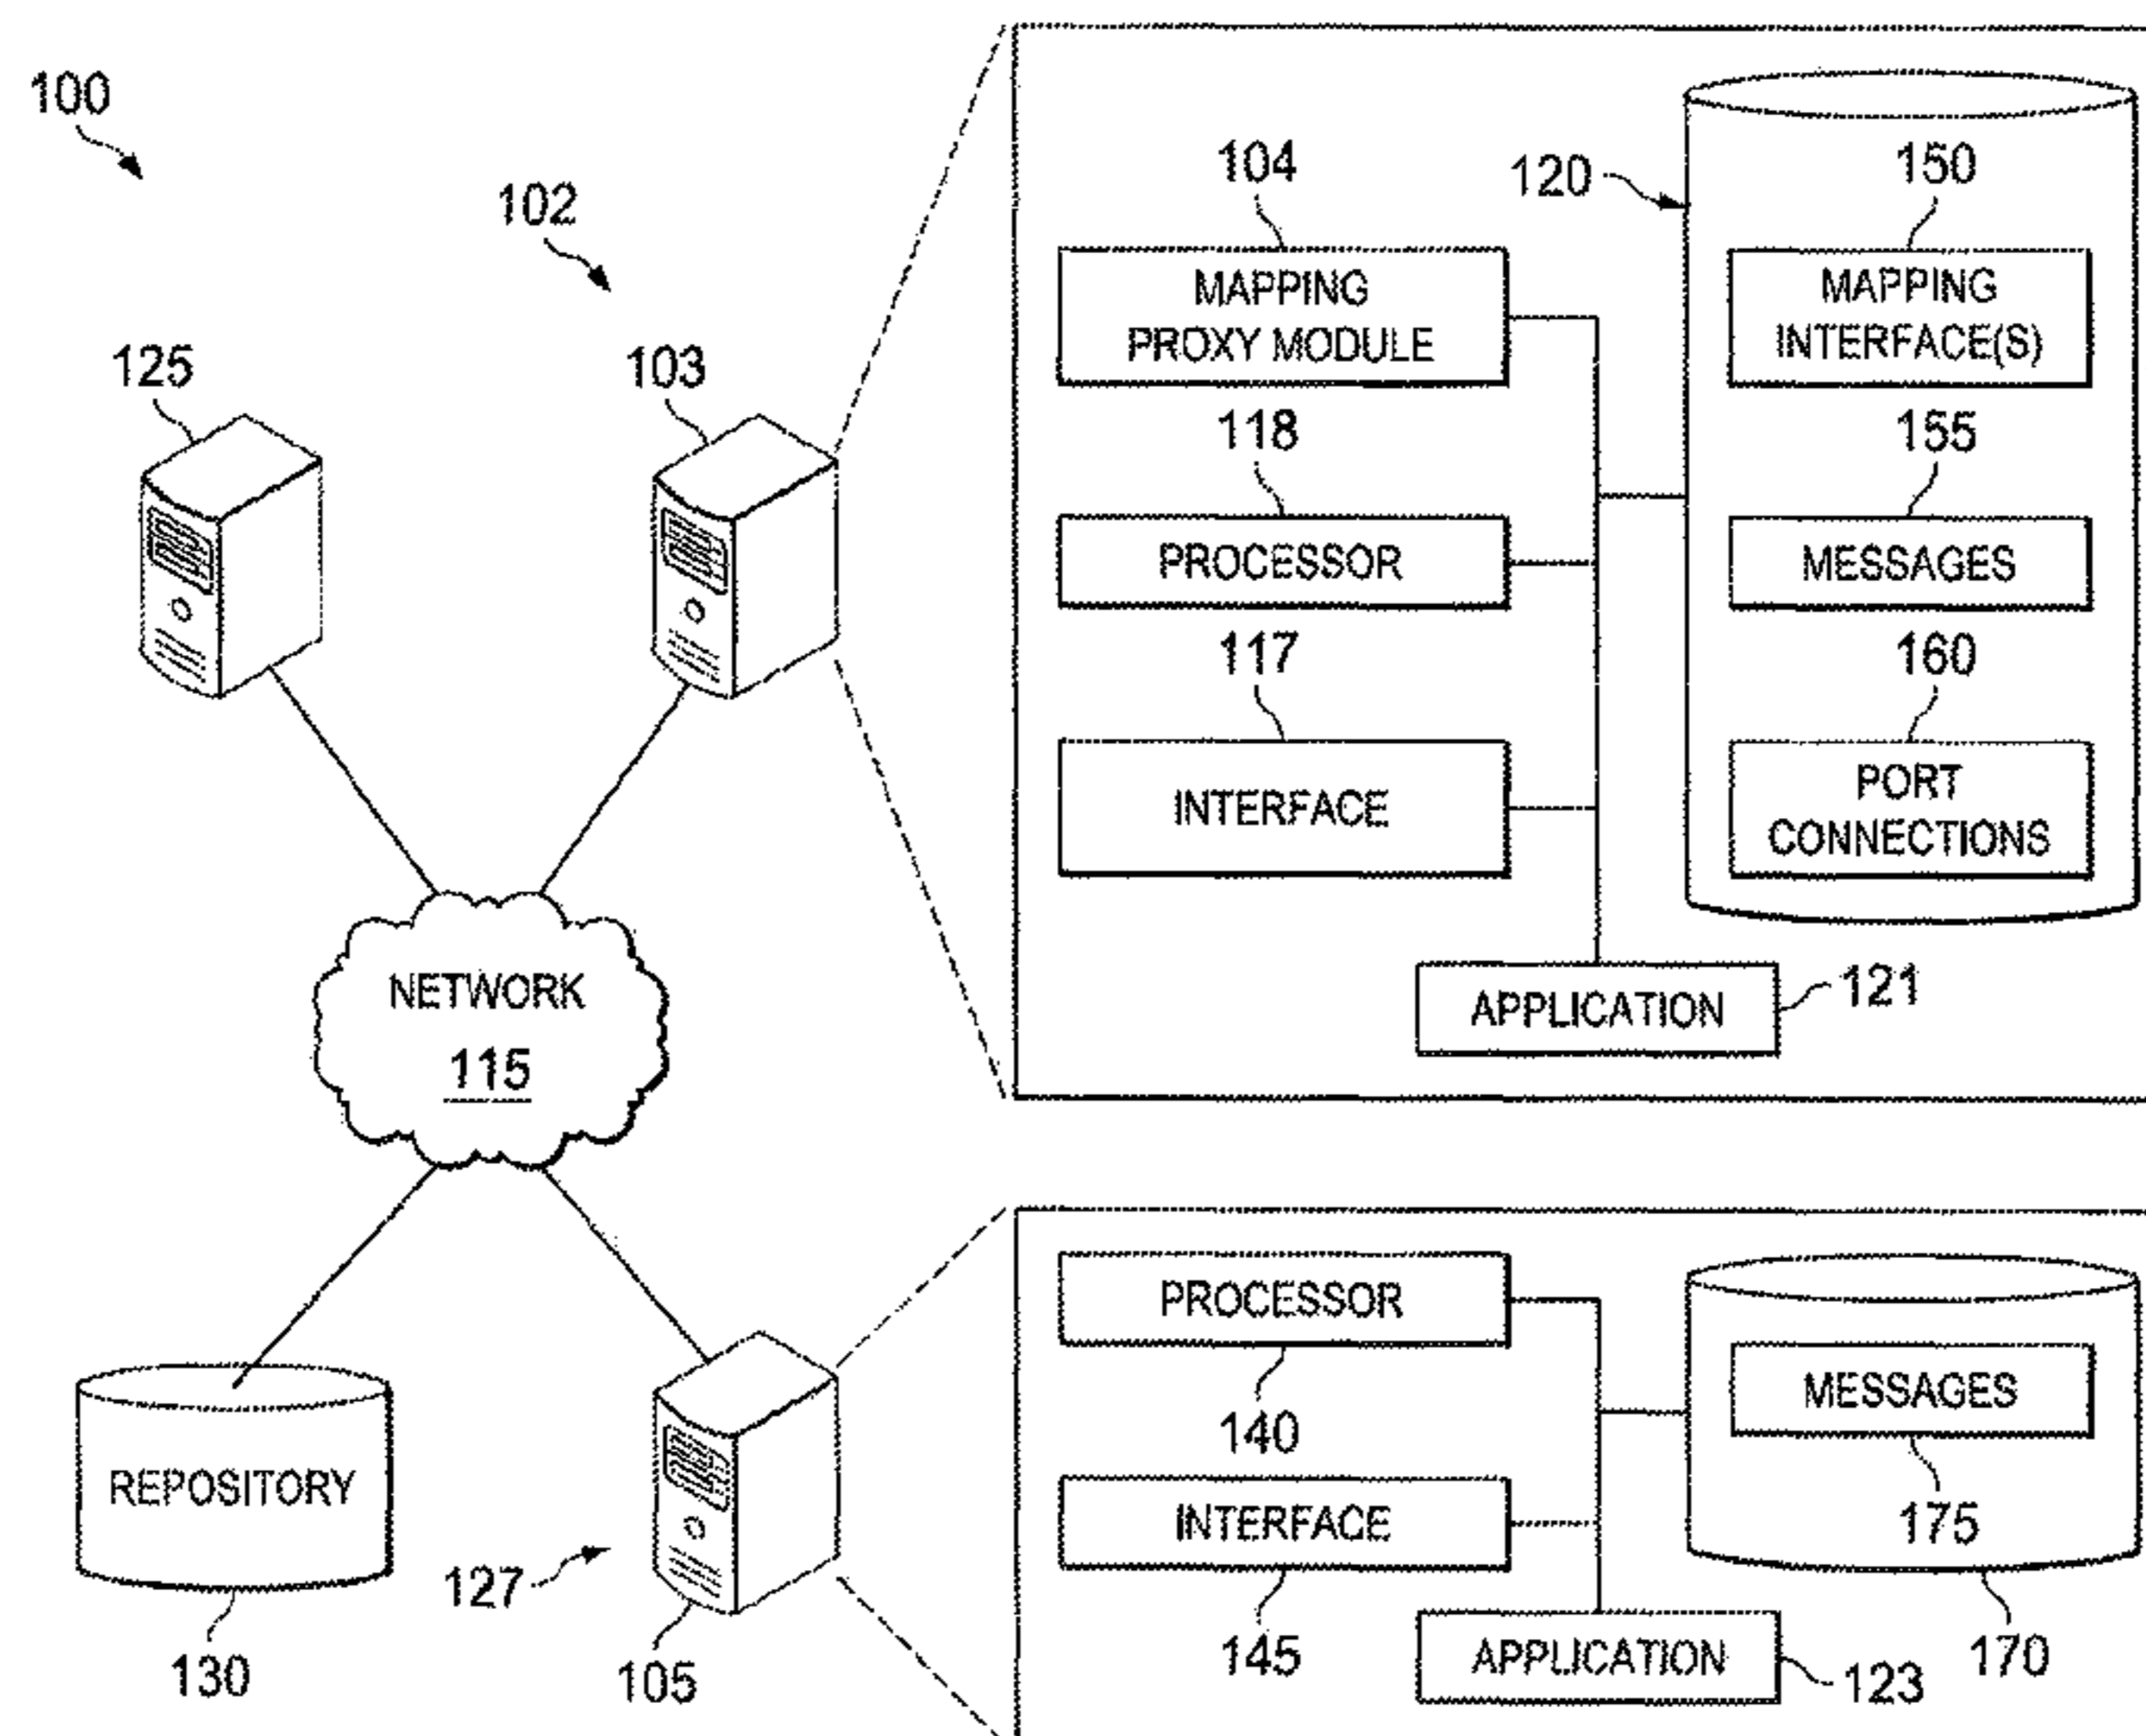 100
102
125
103
104
MAPPING
PROXY MODULE
118
PROCESSOR
117
INTERFACE
120
150
MAPPING
INTERFACE(S)
155
MESSAGES
160
PORT
CONNECTIONS
APPLICATION
121
NETWORK
115
REPOSITORY
130
127
105
PROCESSOR
140
INTERFACE
145
MESSAGES
175
170
APPLICATION
123